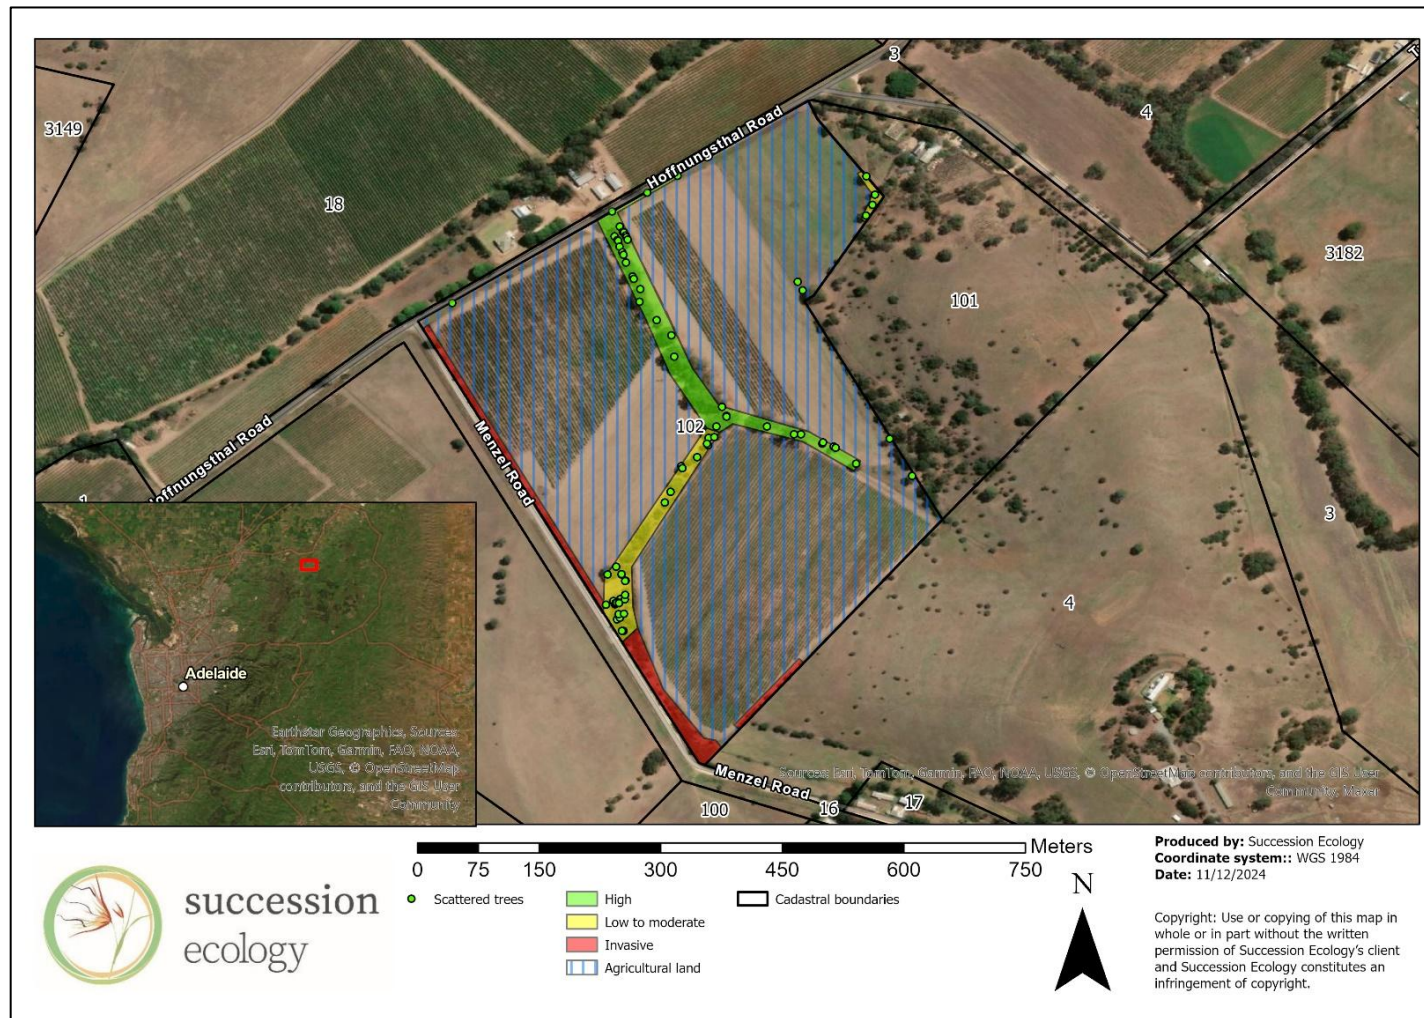 3
3149
4
Hoffnungsthal Road
18
3182
101
102
Hoffnungsthal Road
Menzel Road
3
4
Adelaide
Earthstar Geographics, Sources:
Esri, TomTom, Garmin, FAO, NOAA,
USGS, © OpenStreetMap
contributors, and the GIS User
Community
Menzel Road
Sources: Esri, TomTom, Garmin, FAO, NOAA, USGS, © OpenStreetMap contributors, and the GIS User
Community, Maxar
100
16
17
Meters
0 75 150 300 450 600 750
Scattered trees
High
Low to moderate
Invasive
Agricultural land
Cadastral boundaries
N
Produced by: Succession Ecology
Coordinate system:: WGS 1984
Date: 11/12/2024
Copyright: Use or copying of this map in
whole or in part without the written
permission of Succession Ecology's client
and Succession Ecology constitutes an
infringement of copyright.
succession
ecology